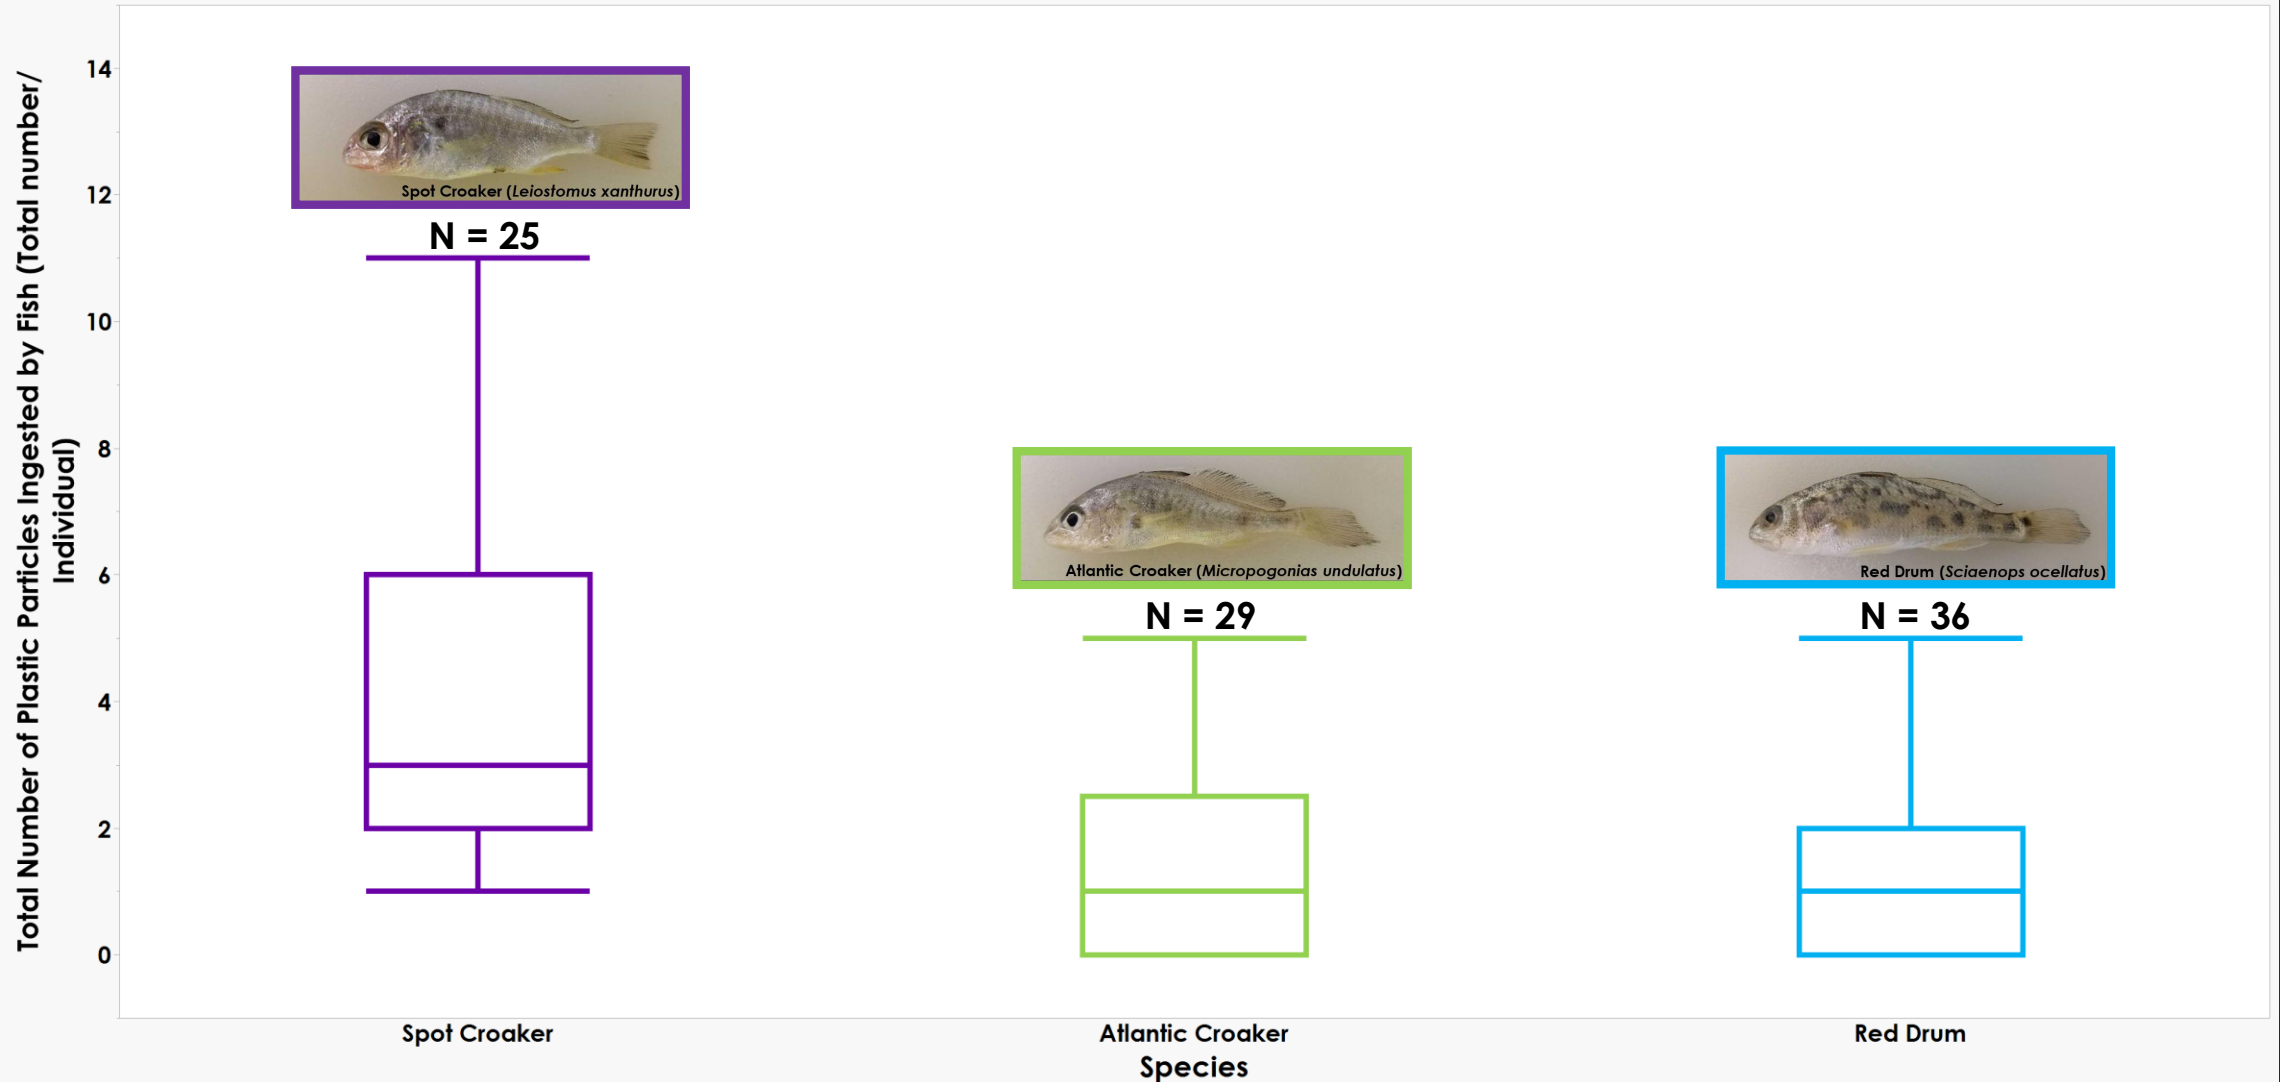 Total Number of Plastic Particles Ingested by Fish (Total number/
Individual)
14
12
10
8
6
4
2
0
Spot Croaker (Leiostomus xanthurus)
N = 25
Atlantic Croaker (Micropogonias undulatus)
N = 29
Red Drum (Sciaenops ocellatus)
N = 36
Spot Croaker
Atlantic Croaker
Red Drum
Species